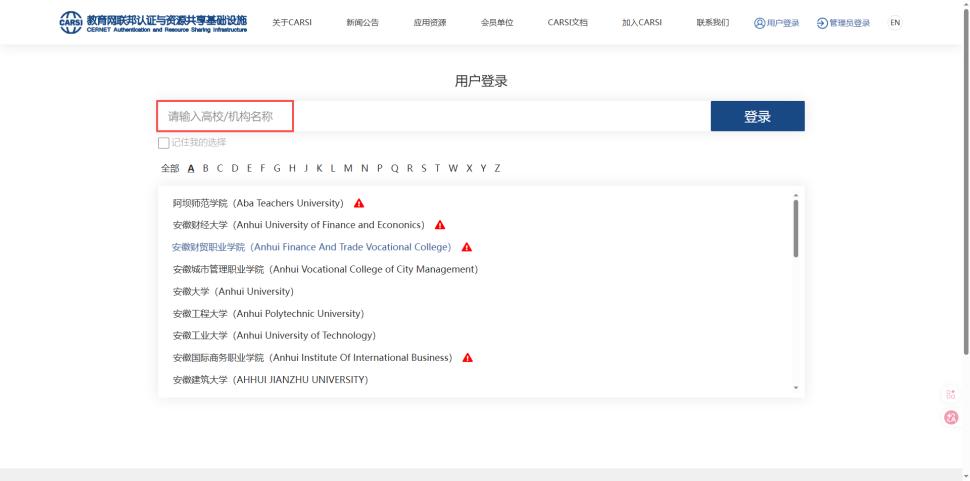 CARSI 教育网联邦认证与资源共享基础设施
CERNET Authentication and Resource Sharing Infrastructure
关于CARSI 新闻公告 应用资源 会员单位 CARSI文档 加入CARSI 联系我们 用户登录 管理员登录 EN
用户登录
请输入高校/机构名称 登录
记住我的选择
全部 A B C D E F G H J K L M N P Q R S T W X Y Z
阿坝师范学院（Aba Teachers University）
安徽财经大学（Anhui University of Finance and Econonics）
安徽财贸职业学院（Anhui Finance And Trade Vocational College）
安徽城市管理职业学院（Anhui Vocational College of City Management）
安徽大学（Anhui University）
安徽工程大学（Anhui Polytechnic University）
安徽工业大学（Anhui University of Technology）
安徽国际商务职业学院（Anhui Institute Of International Business）
安徽建筑大学（AHHUI JIANZHU UNIVERSITY）